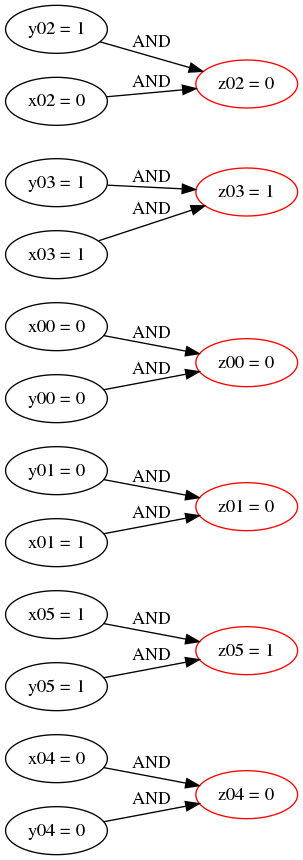 y02 = 1
AND
x02 = 0
AND
z02 = 0
y03 = 1
AND
x03 = 1
AND
z03 = 1
x00 = 0
AND
y00 = 0
AND
z00 = 0
y01 = 0
AND
x01 = 1
AND
z01 = 0
x05 = 1
AND
y05 = 1
AND
z05 = 1
x04 = 0
AND
y04 = 0
AND
z04 = 0